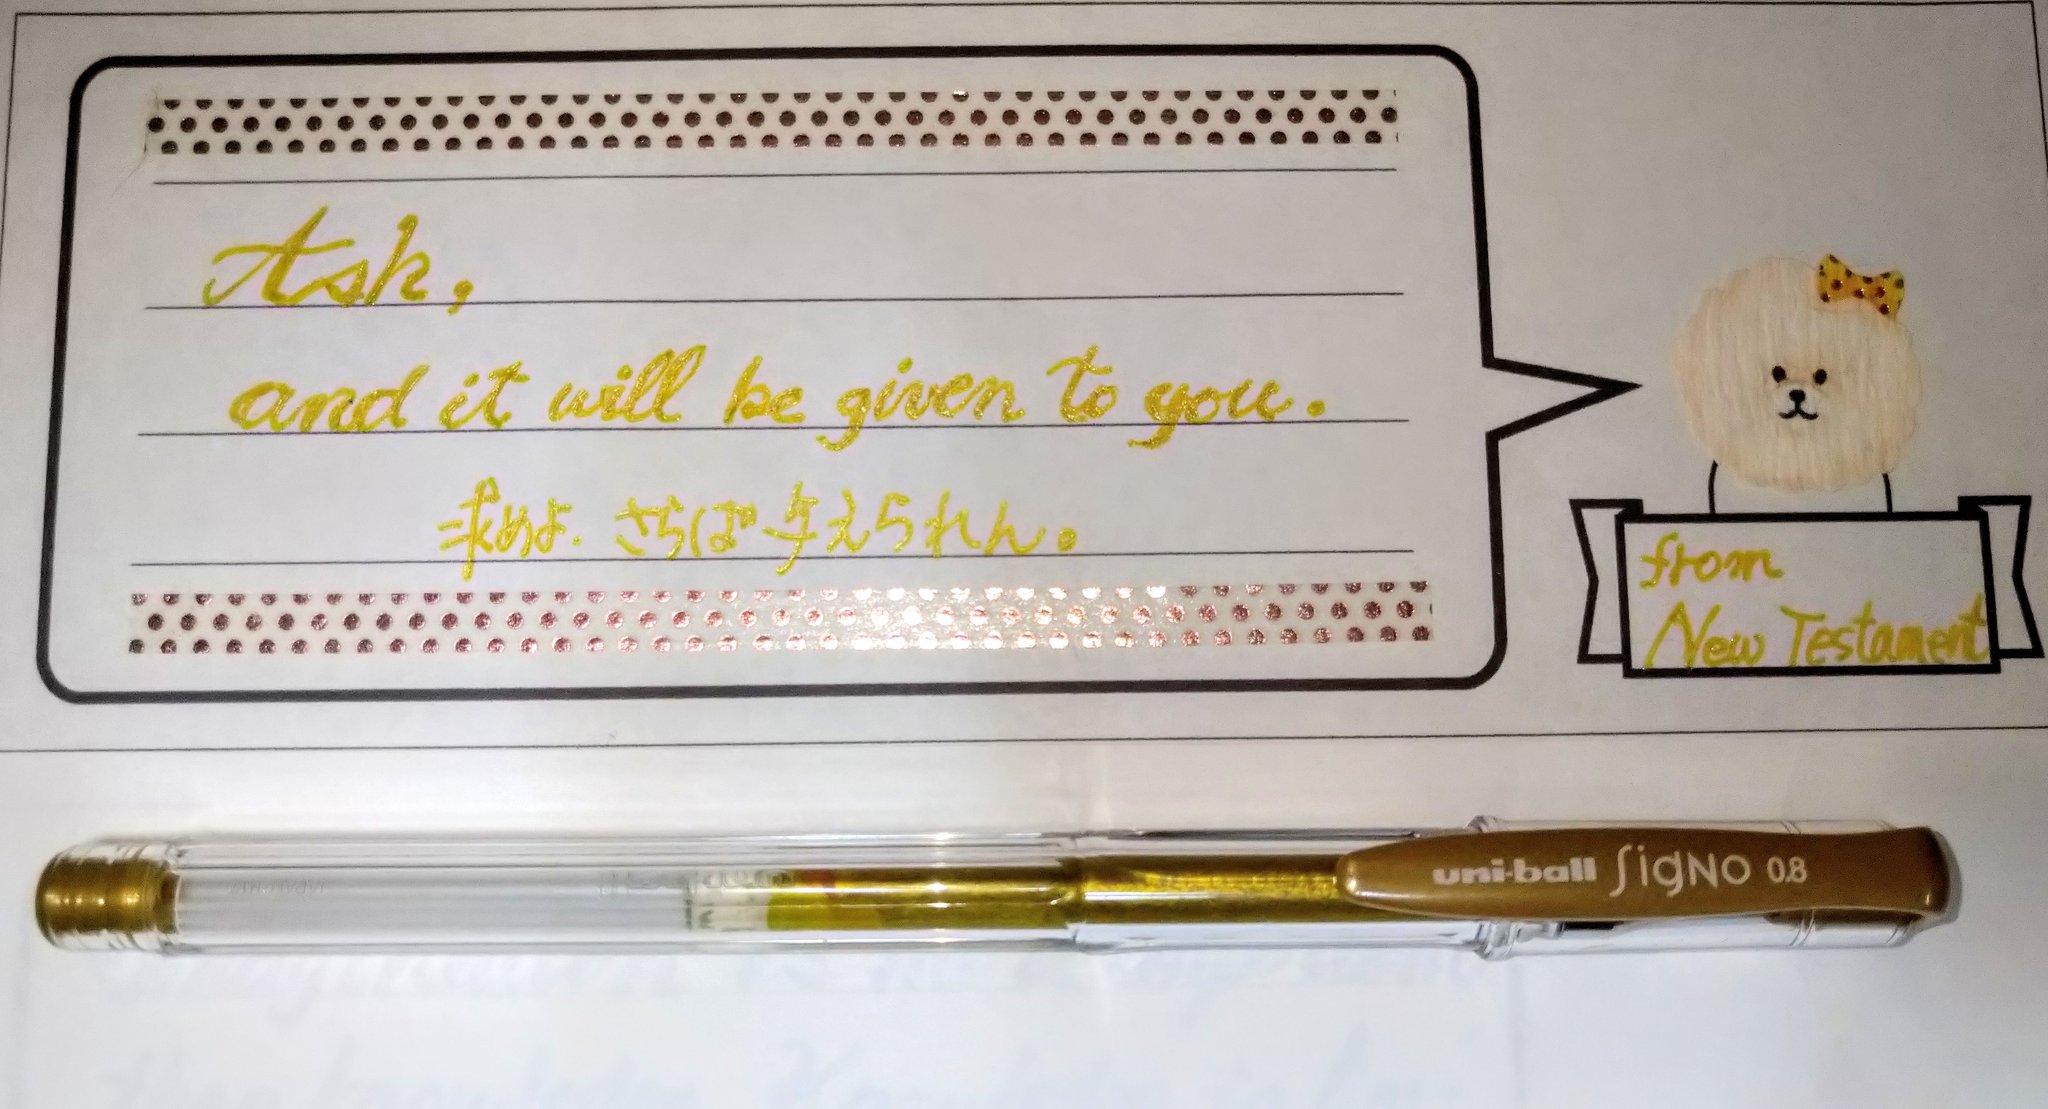 Ask,
and it will be given to you.
求めよ. さらば与えられん。
from
New Testament
uni-ball SigNo 0.8